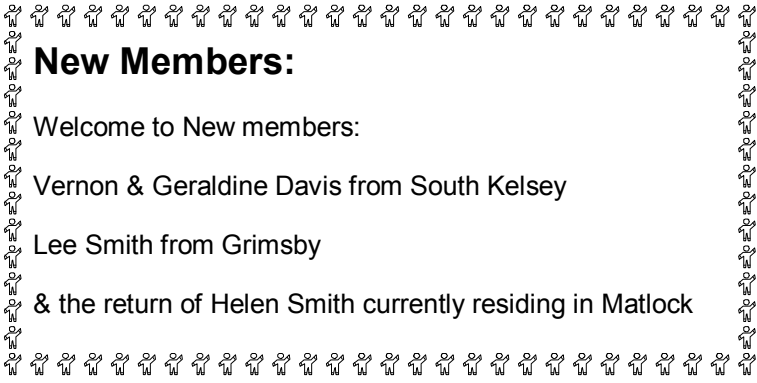 New Members:
Welcome to New members:
Vernon & Geraldine Davis from South Kelsey
Lee Smith from Grimsby
& the return of Helen Smith currently residing in Matlock